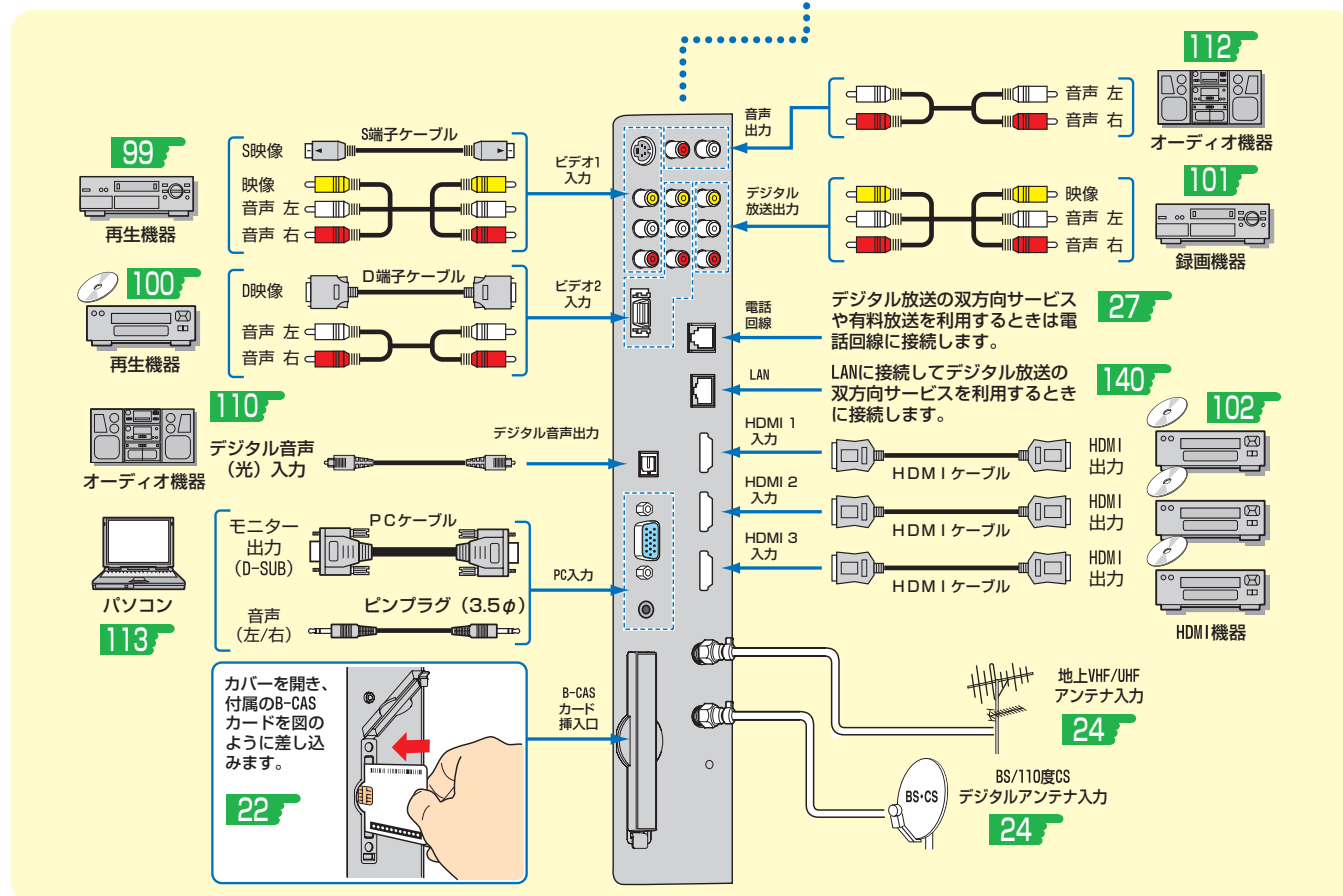 99
再生機器
S端子ケーブル
S映像
映像
音声 左
音声 右
ビデオ1
入力
100
再生機器
D端子ケーブル
D映像
音声 左
音声 右
ビデオ2
入力
110
オーディオ機器
デジタル音声
（光）入力
デジタル音声出力
パソコン
113
モニター
出力
(D-SUB)
PCケーブル
音声
(左/右)
ピンプラグ（3.5φ）
PC入力
カバーを開き、
付属のB-CAS
カードを図の
ように差し込
みます。
22
B-CAS
カード
挿入口
音声
出力
音声 左
音声 右
112
オーディオ機器
デジタル
放送出力
映像
音声 左
音声 右
101
録画機器
電話
回線
デジタル放送の双方向サービス
や有料放送を利用するときは電
話回線に接続します。
27
LAN
LANに接続してデジタル放送の
双方向サービスを利用するとき
に接続します。
140
102
HDMI 1
入力
HDMIケーブル
HDMI
出力
HDMI 2
入力
HDMIケーブル
HDMI
出力
HDMI 3
入力
HDMIケーブル
HDMI
出力
HDMI機器
地上VHF/UHF
アンテナ入力
24
BS・CS
BS/110度CS
デジタルアンテナ入力
24